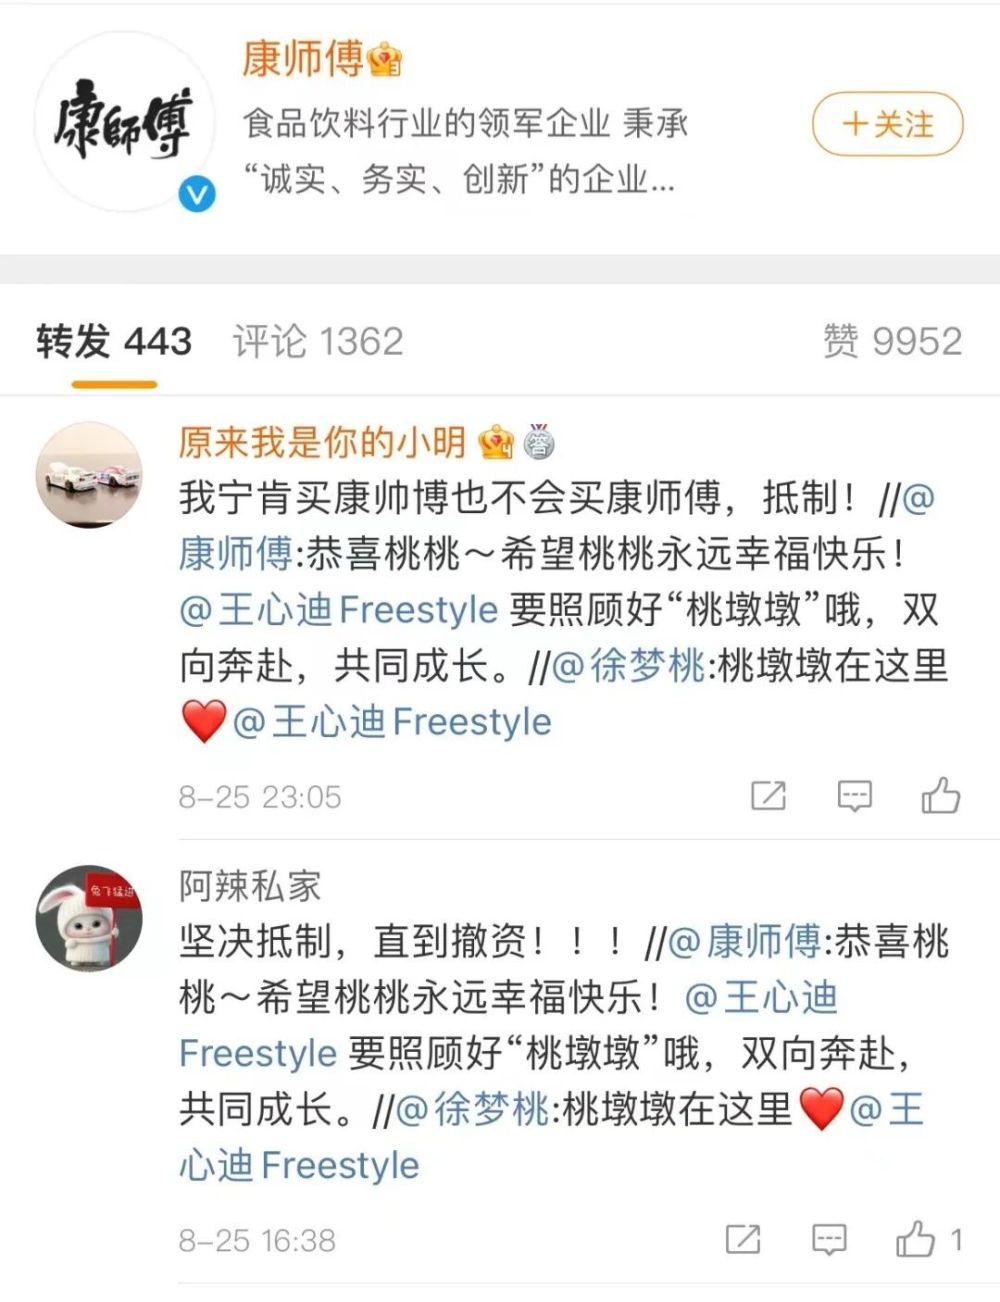 康師傅
康师傅
食品饮料行业的领军企业 秉承
“诚实、务实、创新”的企业...
+关注
转发 443 评论 1362 赞 9952
原来我是你的小明
我宁肯买康帅博也不会买康师傅，抵制！//@
康师傅:恭喜桃桃～希望桃桃永远幸福快乐！
@王心迪Freestyle 要照顾好“桃墩墩”哦，双
向奔赴，共同成长。//@徐梦桃:桃墩墩在这里
❤️@王心迪Freestyle
8-25 23:05
兔飞猛进
阿辣私家
坚决抵制，直到撤资！！！//@康师傅:恭喜桃
桃～希望桃桃永远幸福快乐！@王心迪
Freestyle 要照顾好“桃墩墩”哦，双向奔赴，
共同成长。//@徐梦桃:桃墩墩在这里❤️@王
心迪Freestyle
8-25 16:38 1